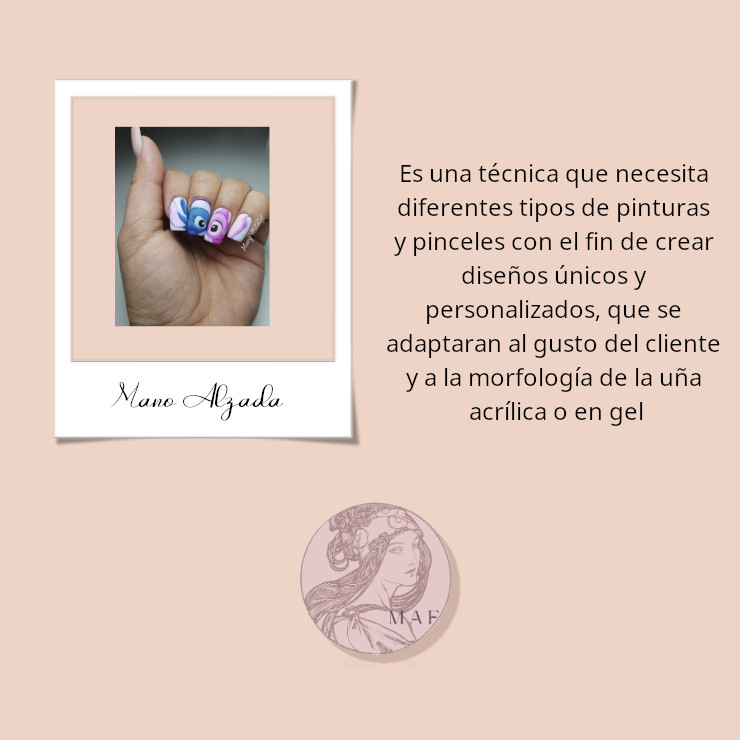 Es una técnica que necesita
diferentes tipos de pinturas
y pinceles con el fin de crear
diseños únicos y
personalizados, que se
adaptaran al gusto del cliente
y a la morfología de la uña
acrílica o en gel
Mano Alzada
MAF